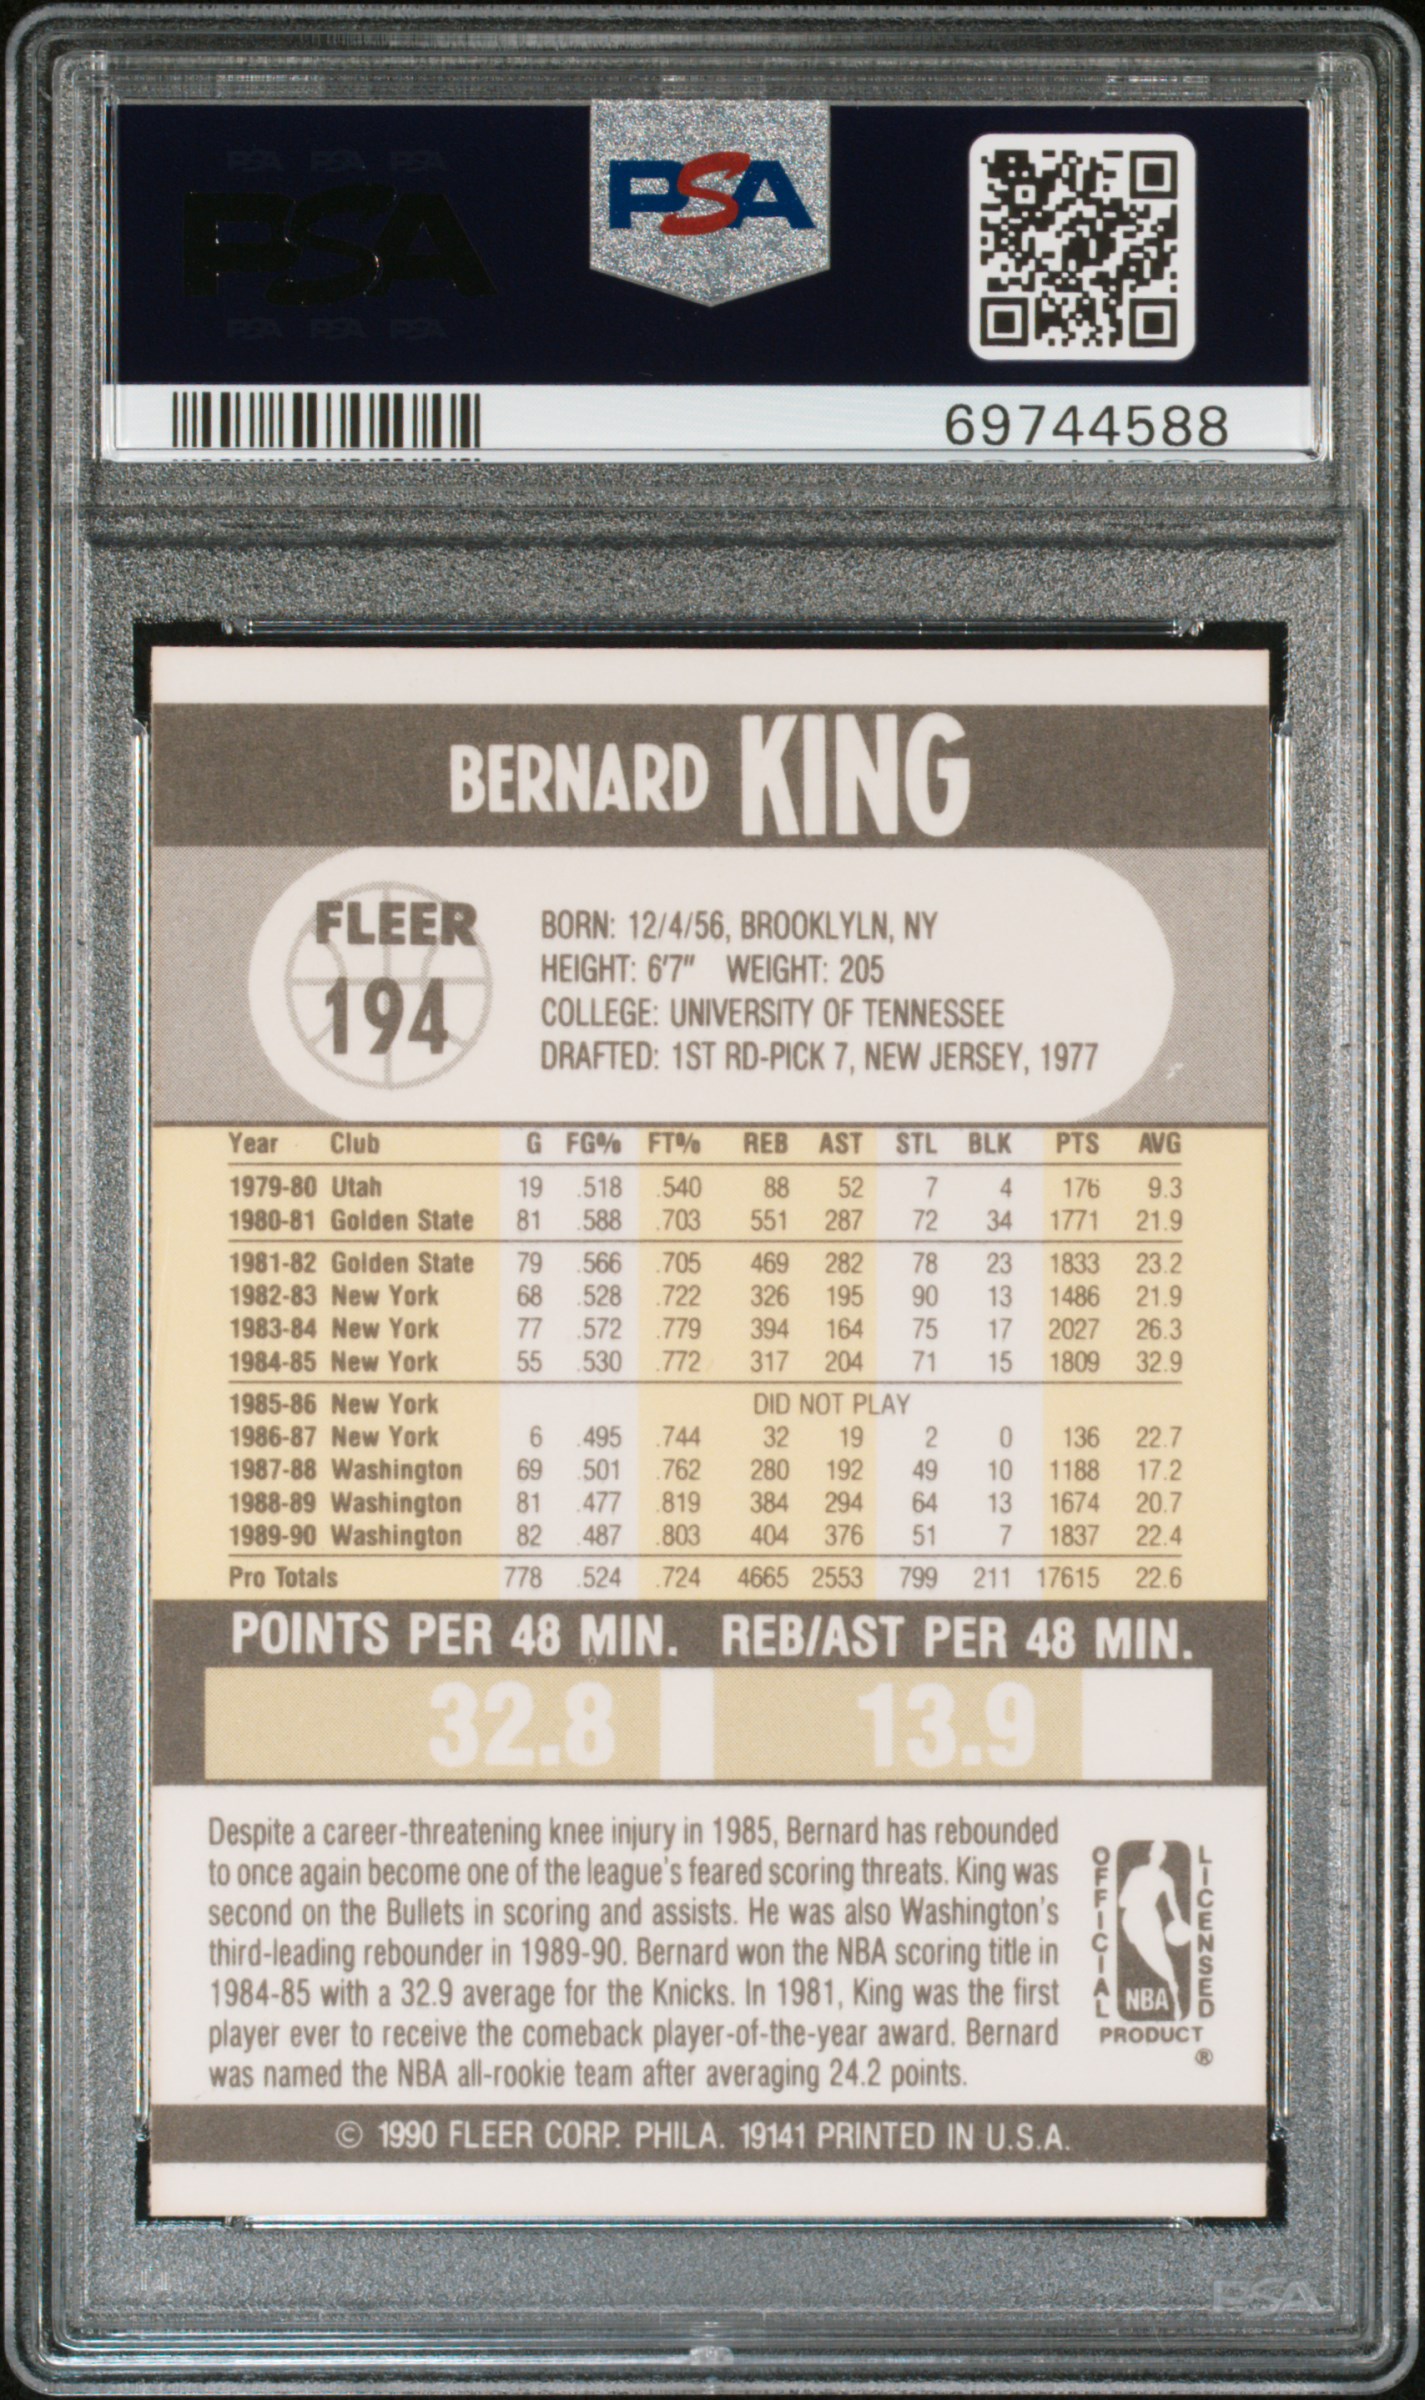 PSA PSA PSA
PSA
PSA
PSA PSA PSA
69744588
BERNARD KING
FLEER
194
BORN: 12/4/56, BROOKLYLN, NY
HEIGHT: 6'7" WEIGHT: 205
COLLEGE: UNIVERSITY OF TENNESSEE
DRAFTED: 1ST RD-PICK 7, NEW JERSEY, 1977
Year Club G FG% FT% REB AST STL BLK PTS AVG
1979-80 Utah 19 .518 .540 88 52 7 4 176 9.3
1980-81 Golden State 81 .588 .703 551 287 72 34 1771 21.9
1981-82 Golden State 79 .566 .705 469 282 78 23 1833 23.2
1982-83 New York 68 .528 .722 326 195 90 13 1486 21.9
1983-84 New York 77 .572 .779 394 164 75 17 2027 26.3
1984-85 New York 55 .530 .772 317 204 71 15 1809 32.9
1985-86 New York DID NOT PLAY
1986-87 New York 6 .495 .744 32 19 2 0 136 22.7
1987-88 Washington 69 .501 .762 280 192 49 10 1188 17.2
1988-89 Washington 81 .477 .819 384 294 64 13 1674 20.7
1989-90 Washington 82 .487 .803 404 376 51 7 1837 22.4
Pro Totals 778 .524 .724 4665 2553 799 211 17615 22.6
POINTS PER 48 MIN. REB/AST PER 48 MIN.
32.8 13.9
Despite a career-threatening knee injury in 1985, Bernard has rebounded
to once again become one of the league's feared scoring threats. King was
second on the Bullets in scoring and assists. He was also Washington's
third-leading rebounder in 1989-90. Bernard won the NBA scoring title in
1984-85 with a 32.9 average for the Knicks. In 1981, King was the first
player ever to receive the comeback player-of-the-year award. Bernard
was named the NBA all-rookie team after averaging 24.2 points.
OFFICIAL
LICENSED
NBA
PRODUCT
®
© 1990 FLEER CORP. PHILA. 19141 PRINTED IN U.S.A.
PSA